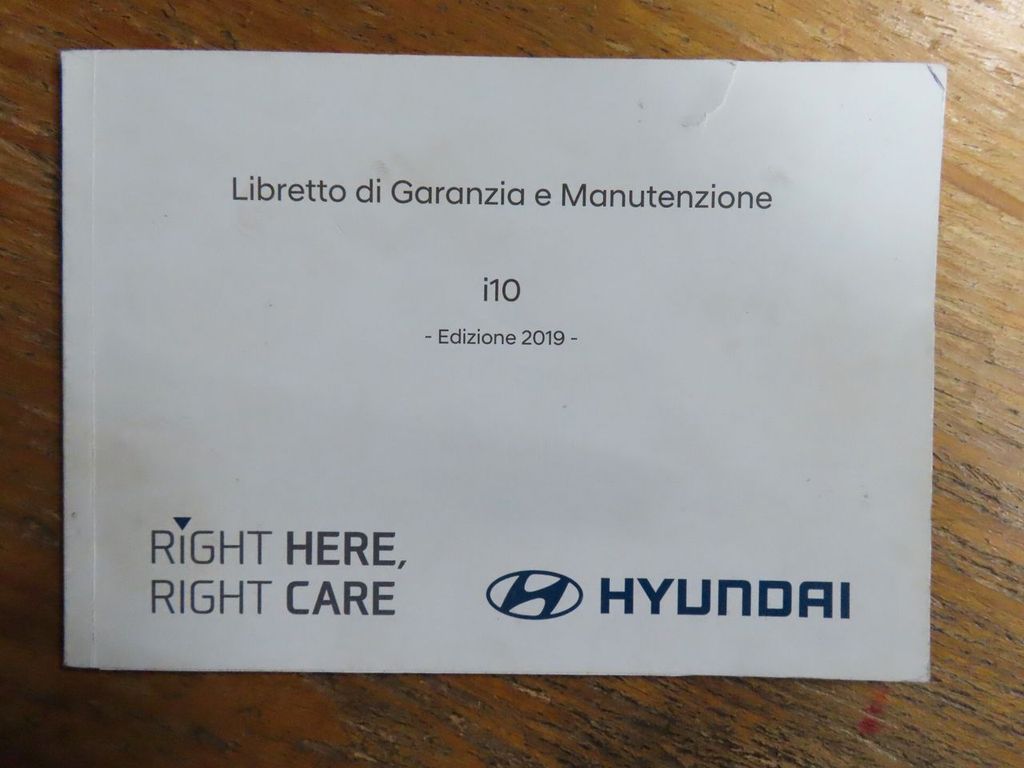 Libretto di Garanzia e Manutenzione
i10
- Edizione 2019 -
RIGHT HERE,
RIGHT CARE
HYUNDAI